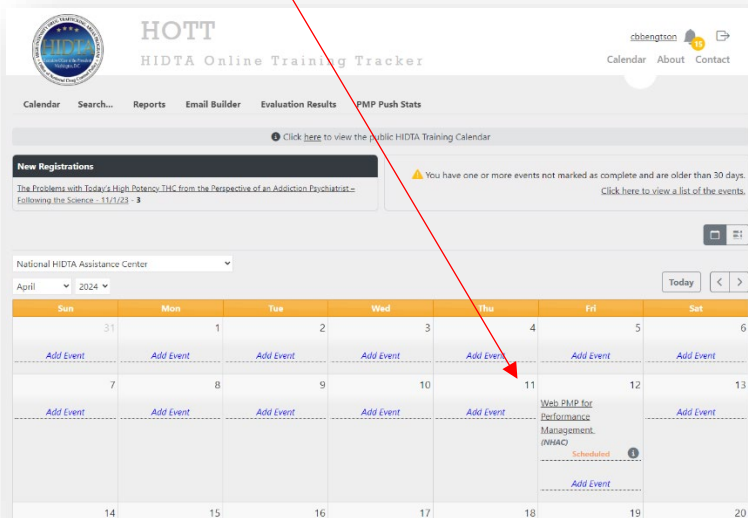 HOTT
HIDTA Online Training Tracker
HIDTA
cbbengtson 15
Calendar About Contact
Calendar Search... Reports Email Builder Evaluation Results PMP Push Stats
Click here to view the public HIDTA Training Calendar
New Registrations
The Problems with Today's High Potency THC from the Perspective of an Addiction Psychiatrist –
Following the Science - 11/1/23 - 3
You have one or more events not marked as complete and are older than 30 days.
Click here to view a list of the events.
National HIDTA Assistance Center
April 2024 Today < >
Sun Mon Tue Wed Thu Fri Sat
31 1 2 3 4 5 6
Add Event Add Event Add Event Add Event Add Event Add Event Add Event
7 8 9 10 11 12 13
Add Event Add Event Add Event Add Event Add Event Web PMP for Add Event
Performance
Management
(NHAC)
Scheduled
Add Event
14 15 16 17 18 19 20